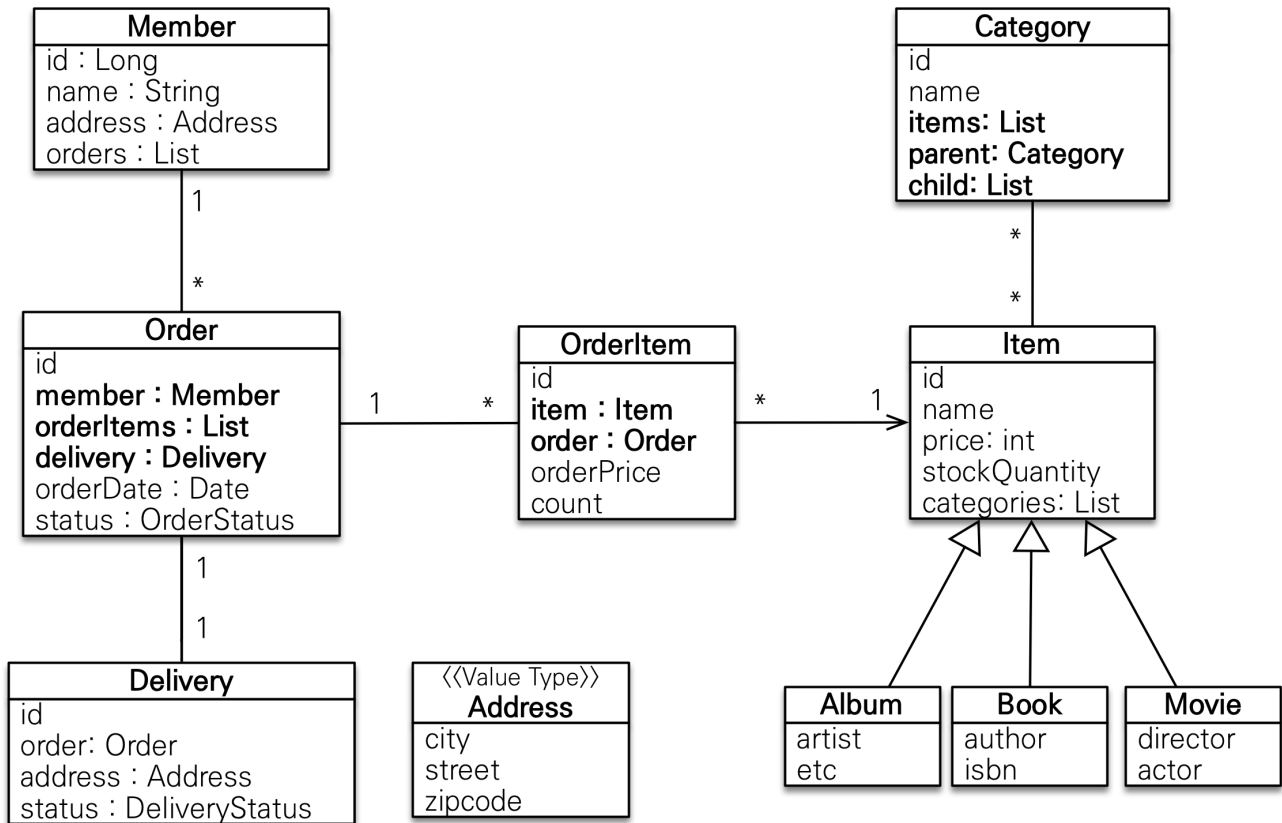 Member
id : Long
name : String
address : Address
orders : List
Category
id
name
items: List
parent: Category
child: List
1
*
*
*
Order
id
member : Member
orderItems : List
delivery : Delivery
orderDate : Date
status : OrderStatus
1
*
OrderItem
id
item : Item
order : Order
orderPrice
count
*
1
Item
id
name
price: int
stockQuantity
categories: List
1
1
Delivery
id
order: Order
address : Address
status : DeliveryStatus
《Value Type》
Address
city
street
zipcode
Album
artist
etc
Book
author
isbn
Movie
director
actor